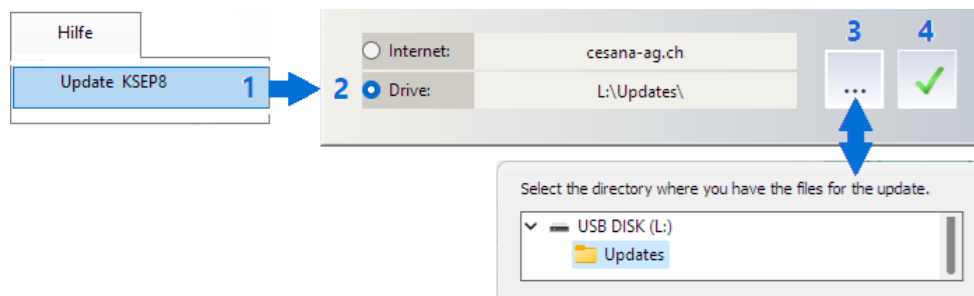 Hilfe
Update KSEP8 1
2
Internet: cesana-ag.ch
Drive: L:\Updates\
3 4
...
Select the directory where you have the files for the update.
USB DISK (L:)
Updates